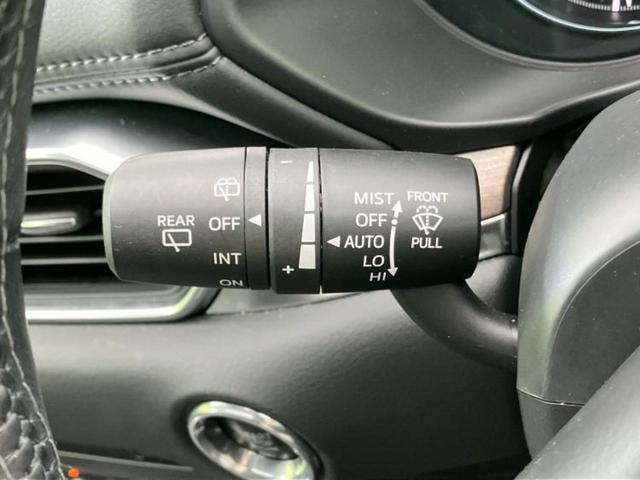 REAR
OFF
INT
ON
−
+
MIST
OFF
AUTO
LO
HI
FRONT
PULL